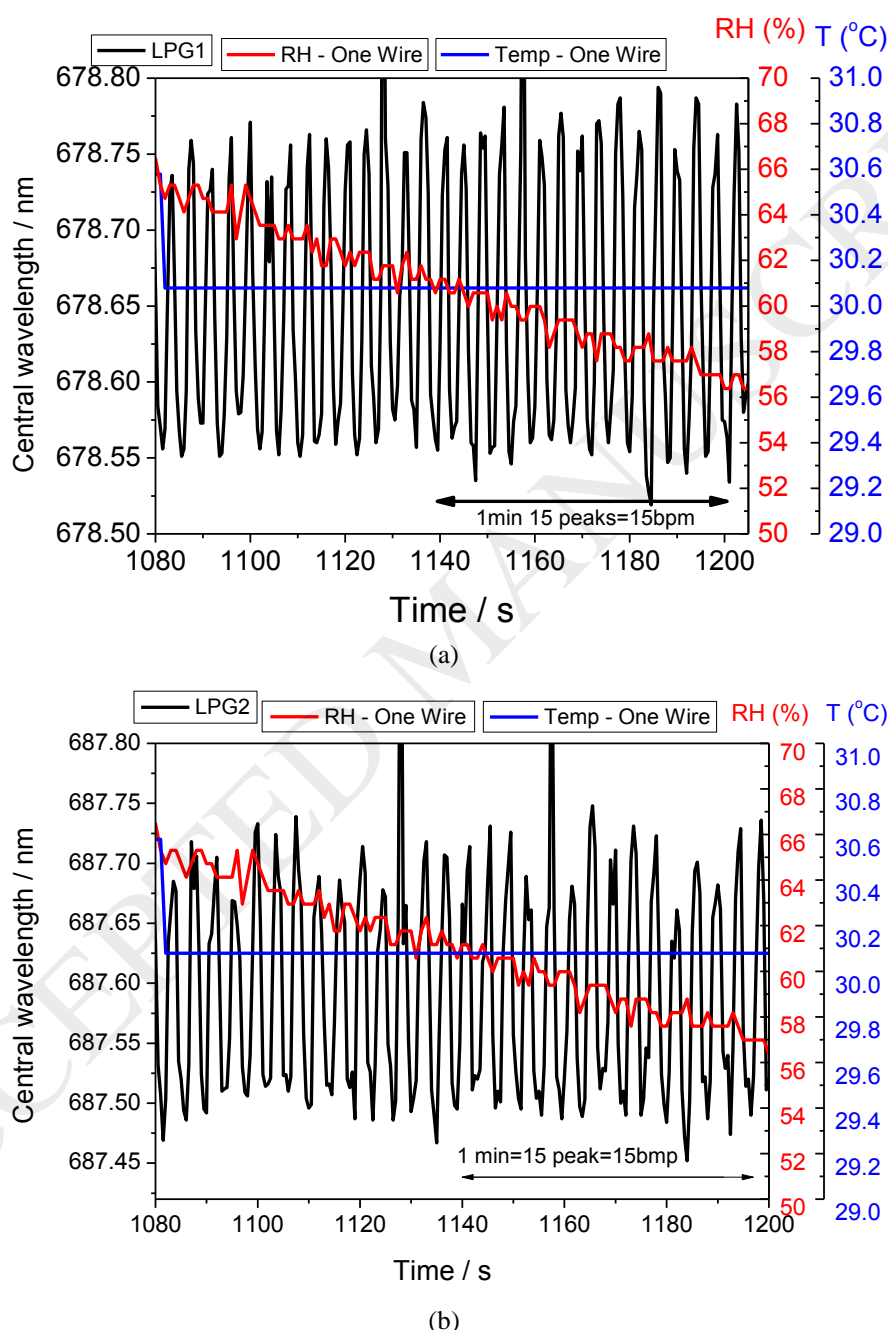 LPG1 RH - One Wire Temp - One Wire RH (%) T (°C)
678.80 70 31.0
68 30.8
678.75 66 30.6
678.70 64 30.4
62 30.2
678.65 60 30.0
678.60 58 29.8
56 29.6
678.55 54 29.4
52 29.2
678.50 50 29.0
Central wavelength / nm
1min 15 peaks=15bpm
1080 1100 1120 1140 1160 1180 1200
Time / s
(a)
LPG2 RH - One Wire Temp - One Wire RH (%) T (°C)
687.80 70 31.0
687.75 68 30.8
66 30.6
687.70 64 30.4
687.65 62 30.2
687.60 60 30.0
687.55 58 29.8
56 29.6
687.50 54 29.4
687.45 52 29.2
50 29.0
Central wavelength / nm
1 min=15 peak=15bmp
1080 1100 1120 1140 1160 1180 1200
Time / s
(b)
ACCEPTED MANUSCRI